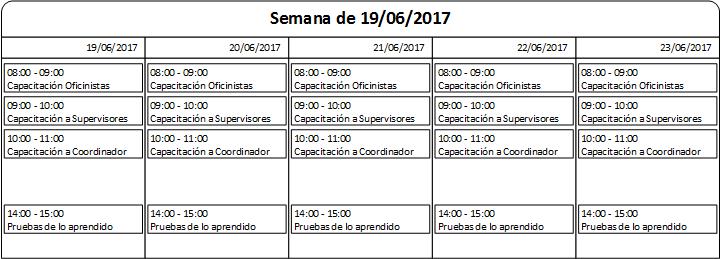 Semana de 19/06/2017
19/06/2017 20/06/2017 21/06/2017 22/06/2017 23/06/2017
08:00 - 09:00 08:00 - 09:00 08:00 - 09:00 08:00 - 09:00 08:00 - 09:00
Capacitación Oficinistas Capacitación Oficinistas Capacitación Oficinistas Capacitación Oficinistas Capacitación Oficinistas
09:00 - 10:00 09:00 - 10:00 09:00 - 10:00 09:00 - 10:00 09:00 - 10:00
Capacitación a Supervisores Capacitación a Supervisores Capacitación a Supervisores Capacitación a Supervisores Capacitación a Supervisores
10:00 - 11:00 10:00 - 11:00 10:00 - 11:00 10:00 - 11:00 10:00 - 11:00
Capacitación a Coordinador Capacitación a Coordinador Capacitación a Coordinador Capacitación a Coordinador Capacitación a Coordinador
14:00 - 15:00 14:00 - 15:00 14:00 - 15:00 14:00 - 15:00 14:00 - 15:00
Pruebas de lo aprendido Pruebas de lo aprendido Pruebas de lo aprendido Pruebas de lo aprendido Pruebas de lo aprendido